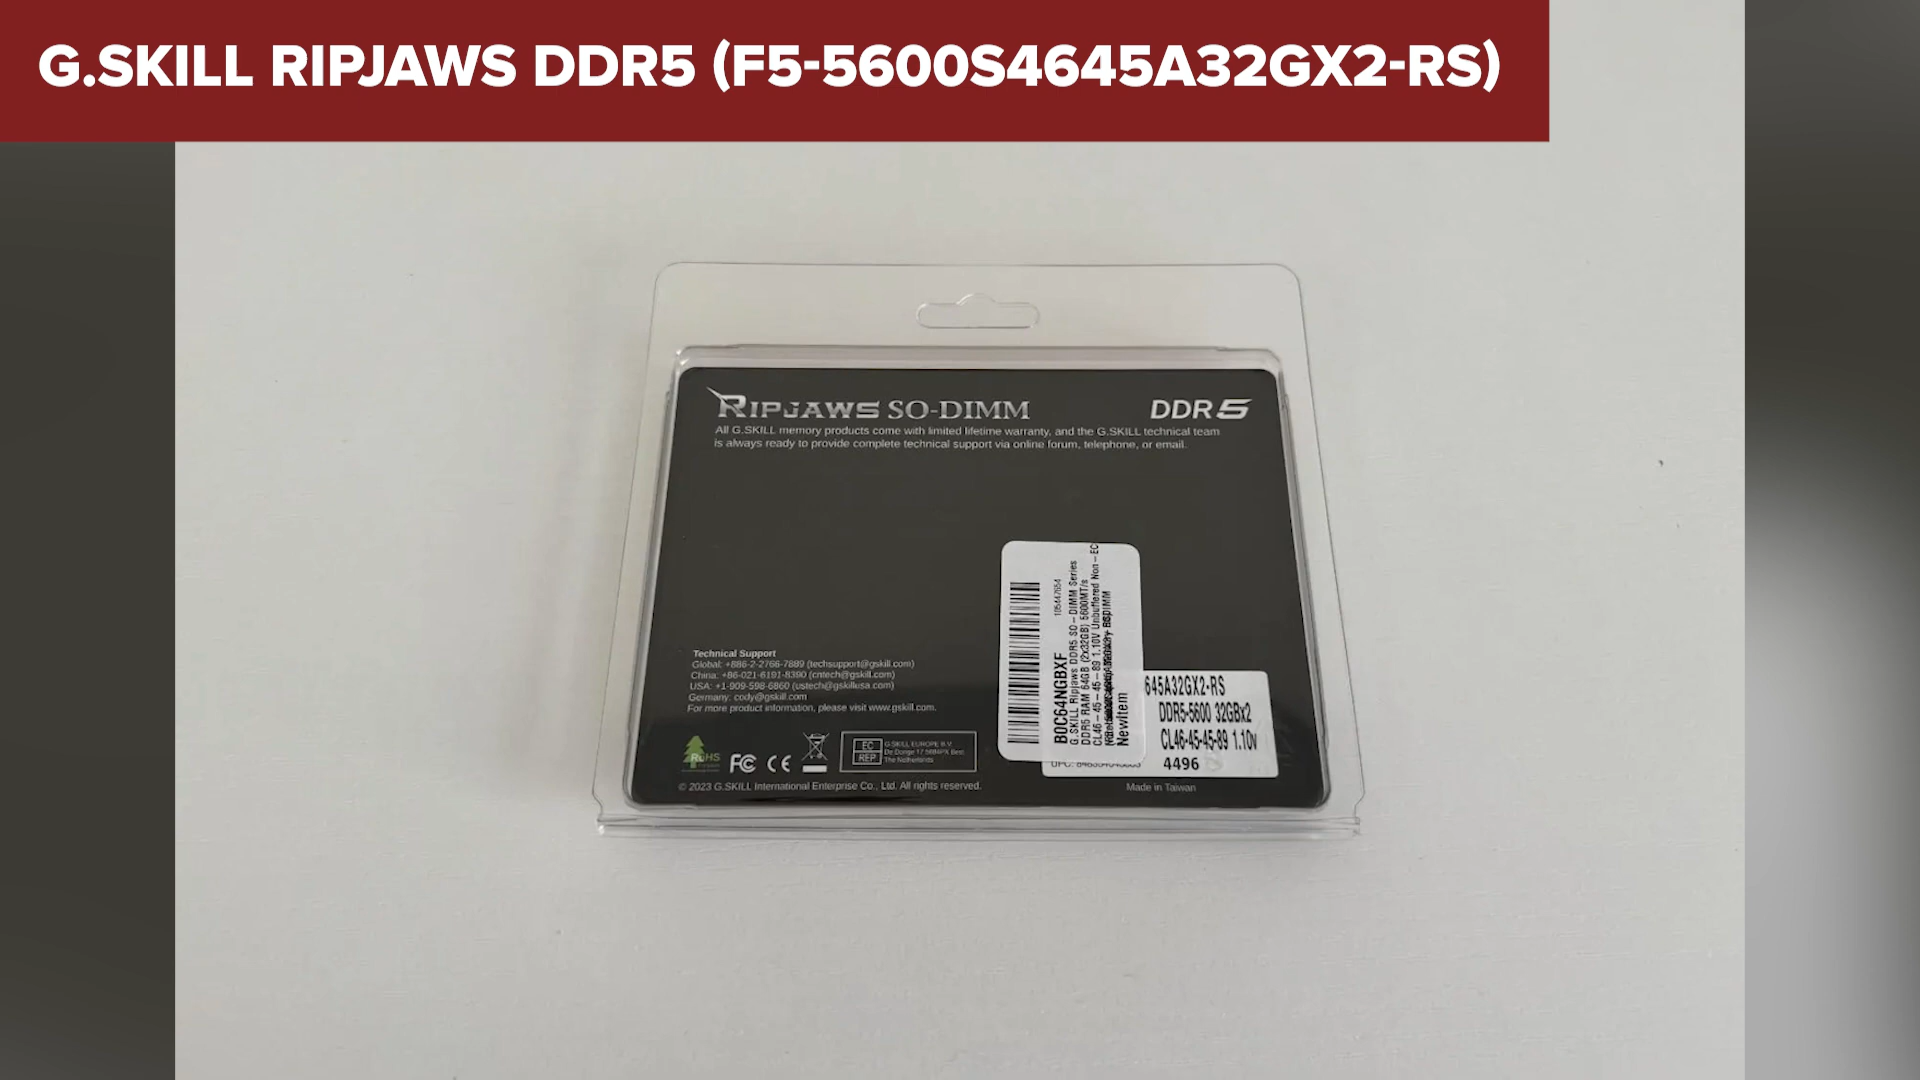 G.SKILL RIPJAWS DDR5 (F5-5600S4645A32GX2-RS)
RIPJAWS SO-DIMM
DDR5
All G.SKILL memory products come with limited lifetime warranty, and the G.SKILL technical team
is always ready to provide complete technical support via online forum, telephone, or email.
Technical Support
Global: +886-2-2766-7889 (techsupport@gskill.com)
China: +86-021-6191-8390 (cntech@gskill.com)
USA: +1-909-598-6860 (ustech@gskillusa.com)
Germany: cody@gskill.com
For more product information, please visit www.gskill.com.
RoHS
FC CE
EC REP
G.SKILL EUROPE B.V.
The Netherlands
© 2023 G.SKILL International Enterprise Co., Ltd. All rights reserved.
B0C64NGBXF
G.SKILL Ripjaws DDR5 SO-DIMM Series
DDR5 RAM 64GB (2x32GB) 5600MT/s
CL46-45-45-89 1.10V Unbuffered Non-EC
NewItem
645A32GX2-RS
DDR5-5600 32GBx2
CL46-45-45-89 1.10v
4496
Made in Taiwan